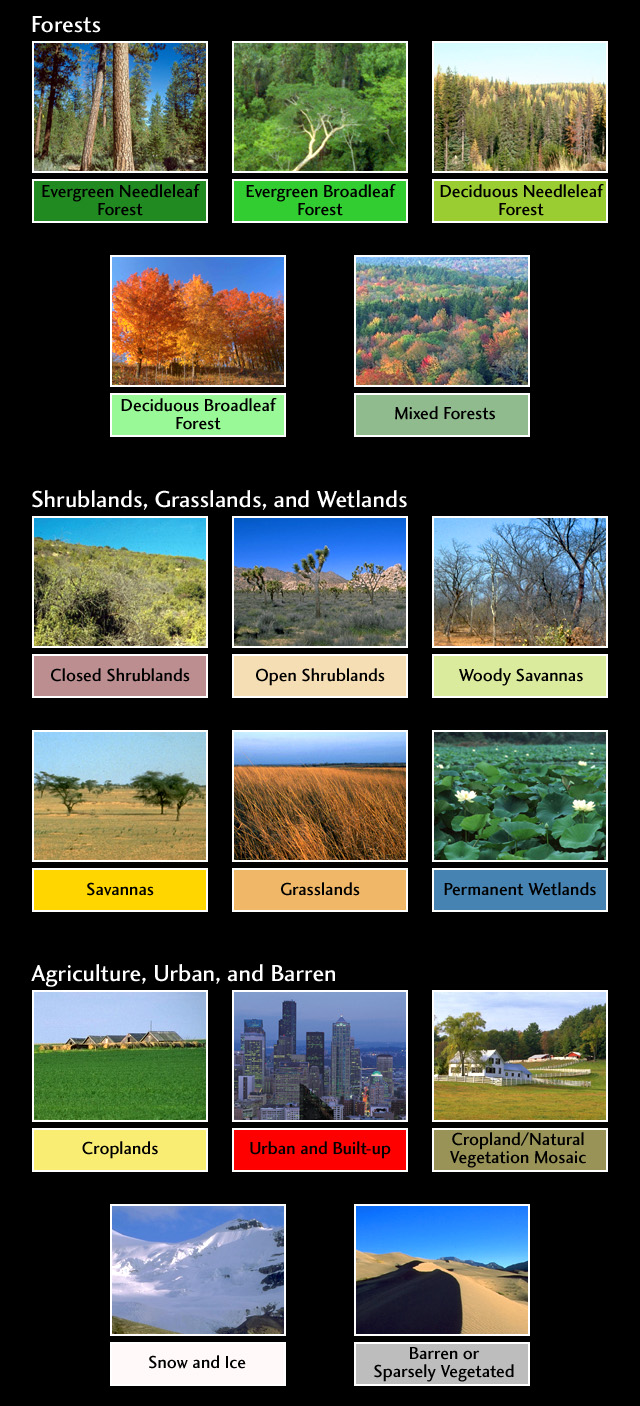 Forests
Evergreen Needleleaf
Forest
Evergreen Broadleaf
Forest
Deciduous Needleleaf
Forest
Deciduous Broadleaf
Forest
Mixed Forests
Shrublands, Grasslands, and Wetlands
Closed Shrublands
Open Shrublands
Woody Savannas
Savannas
Grasslands
Permanent Wetlands
Agriculture, Urban, and Barren
Croplands
Urban and Built-up
Cropland/Natural
Vegetation Mosaic
Snow and Ice
Barren or
Sparsely Vegetated